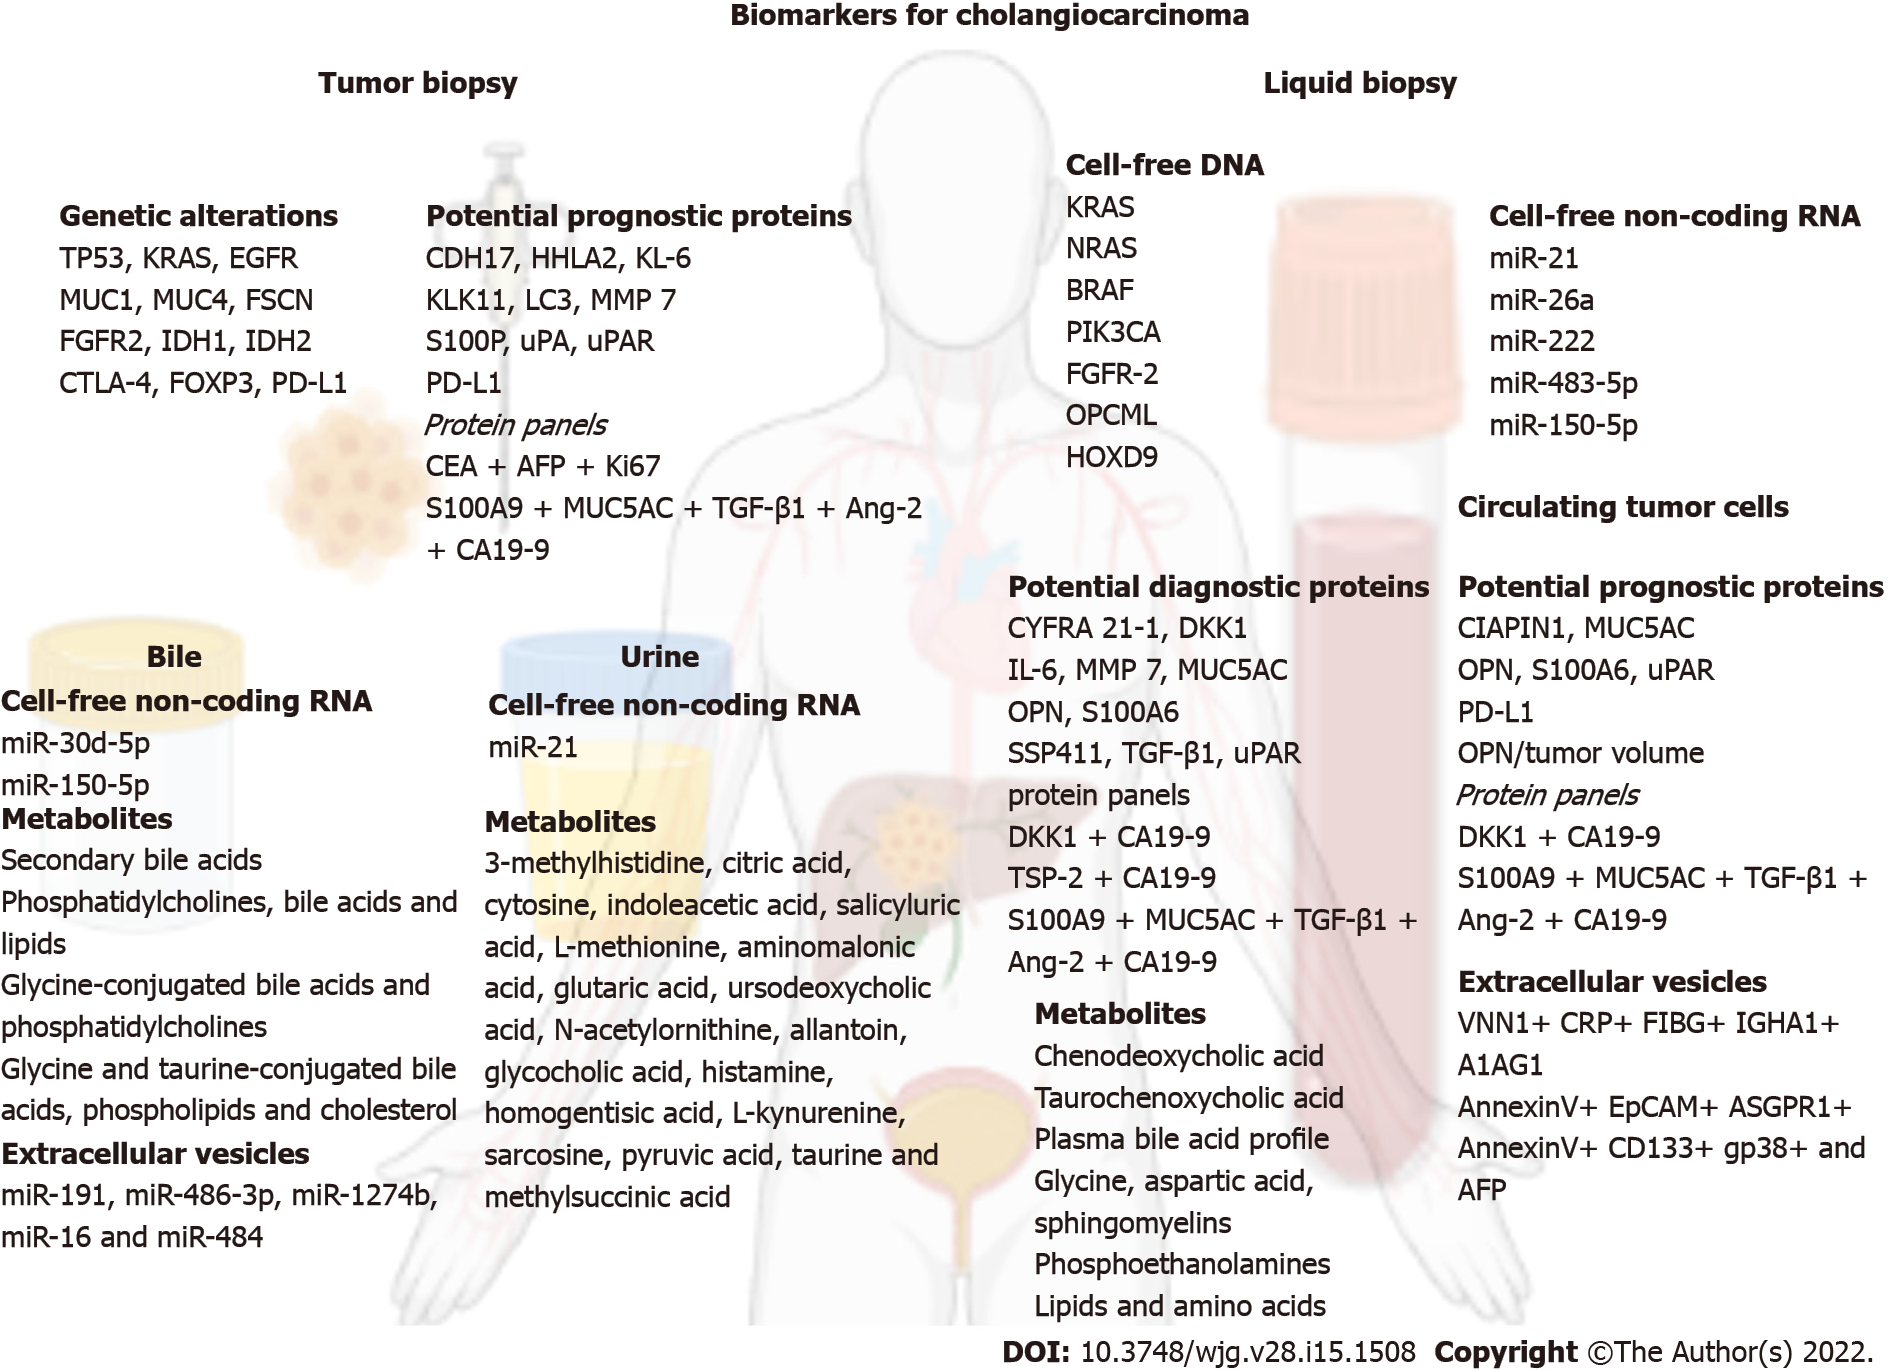 Biomarkers for cholangiocarcinoma
Tumor biopsy
Genetic alterations
TP53, KRAS, EGFR
MUC1, MUC4, FSCN
FGFR2, IDH1, IDH2
CTLA-4, FOXP3, PD-L1
Potential prognostic proteins
CDH17, HHLA2, KL-6
KLK11, LC3, MMP 7
S100P, uPA, uPAR
PD-L1
Protein panels
CEA + AFP + Ki67
S100A9 + MUC5AC + TGF-β1 + Ang-2
+ CA19-9
Bile
Cell-free non-coding RNA
miR-30d-5p
miR-150-5p
Metabolites
Secondary bile acids
Phosphatidylcholines, bile acids and
lipids
Glycine-conjugated bile acids and
phosphatidylcholines
Glycine and taurine-conjugated bile
acids, phospholipids and cholesterol
Extracellular vesicles
miR-191, miR-486-3p, miR-1274b,
miR-16 and miR-484
Urine
Cell-free non-coding RNA
miR-21
Metabolites
3-methylhistidine, citric acid,
cytosine, indoleacetic acid, salicyluric
acid, L-methionine, aminomalonic
acid, glutaric acid, ursodeoxycholic
acid, N-acetylornithine, allantoin,
glycocholic acid, histamine,
homogentisic acid, L-kynurenine,
sarcosine, pyruvic acid, taurine and
methylsuccinic acid
Liquid biopsy
Cell-free DNA
KRAS
NRAS
BRAF
PIK3CA
FGFR-2
OPCML
HOXD9
Cell-free non-coding RNA
miR-21
miR-26a
miR-222
miR-483-5p
miR-150-5p
Circulating tumor cells
Potential diagnostic proteins
CYFRA 21-1, DKK1
IL-6, MMP 7, MUC5AC
OPN, S100A6
SSP411, TGF-β1, uPAR
protein panels
DKK1 + CA19-9
TSP-2 + CA19-9
S100A9 + MUC5AC + TGF-β1 +
Ang-2 + CA19-9
Metabolites
Chenodeoxycholic acid
Taurochenoxycholic acid
Plasma bile acid profile
Glycine, aspartic acid,
sphingomyelins
Phosphoethanolamines
Lipids and amino acids
Potential prognostic proteins
CIAPIN1, MUC5AC
OPN, S100A6, uPAR
PD-L1
OPN/tumor volume
Protein panels
DKK1 + CA19-9
S100A9 + MUC5AC + TGF-β1 +
Ang-2 + CA19-9
Extracellular vesicles
VNN1+ CRP+ FIBG+ IGHA1+
A1AG1
AnnexinV+ EpCAM+ ASGPR1+
AnnexinV+ CD133+ gp38+ and
AFP
DOI: 10.3748/wjg.v28.i15.1508 Copyright ©The Author(s) 2022.